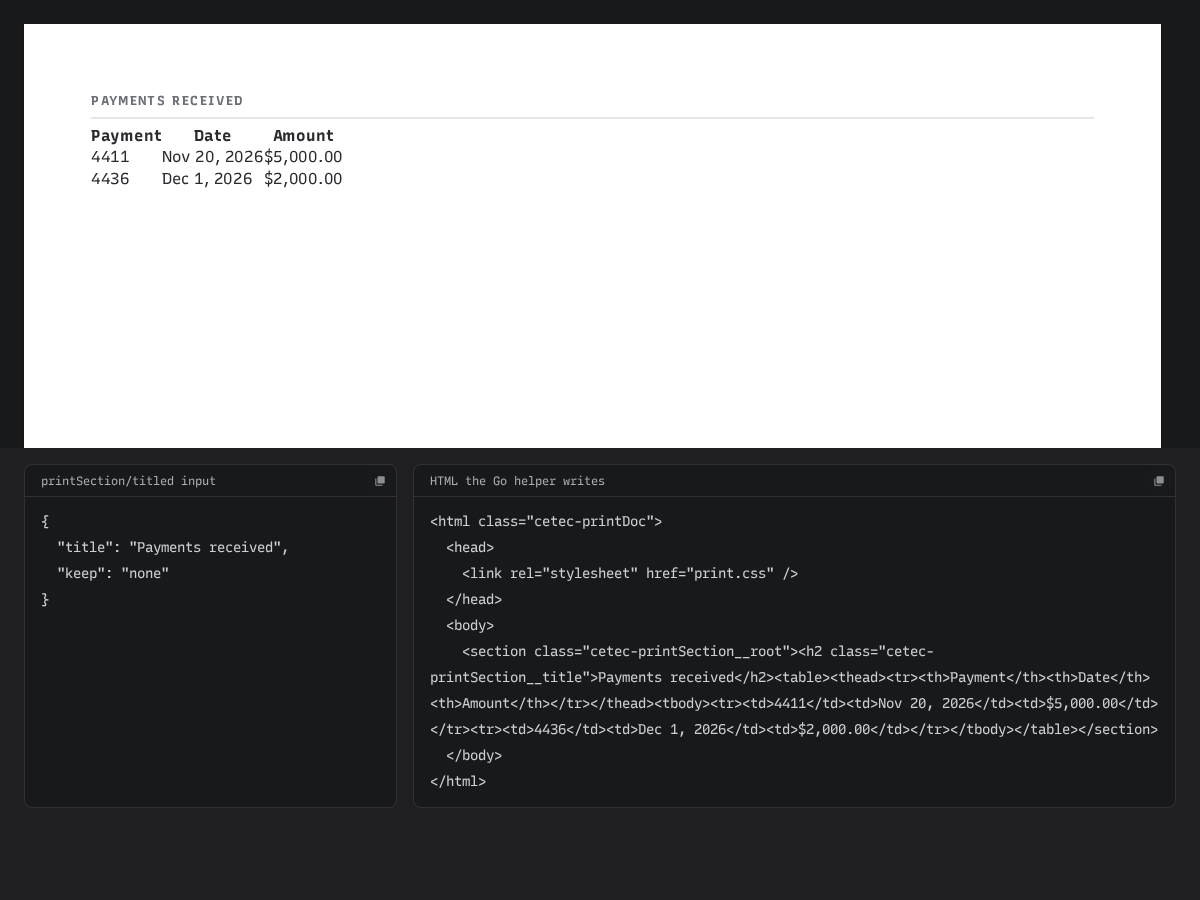 PAYMENTS RECEIVED
Payment Date Amount
4411 Nov 20, 2026 $5,000.00
4436 Dec 1, 2026 $2,000.00
printSection/titled input
{
  "title": "Payments received",
  "keep": "none"
}
HTML the Go helper writes
<html class="cetec-printDoc">
  <head>
    <link rel="stylesheet" href="print.css" />
  </head>
  <body>
    <section class="cetec-printSection__root"><h2 class="cetec-
printSection__title">Payments received</h2><table><thead><tr><th>Payment</th><th>Date</th>
<th>Amount</th></tr></thead><tbody><tr><td>4411</td><td>Nov 20, 2026</td><td>$5,000.00</td>
</tr><tr><td>4436</td><td>Dec 1, 2026</td><td>$2,000.00</td></tr></tbody></table></section>
  </body>
</html>